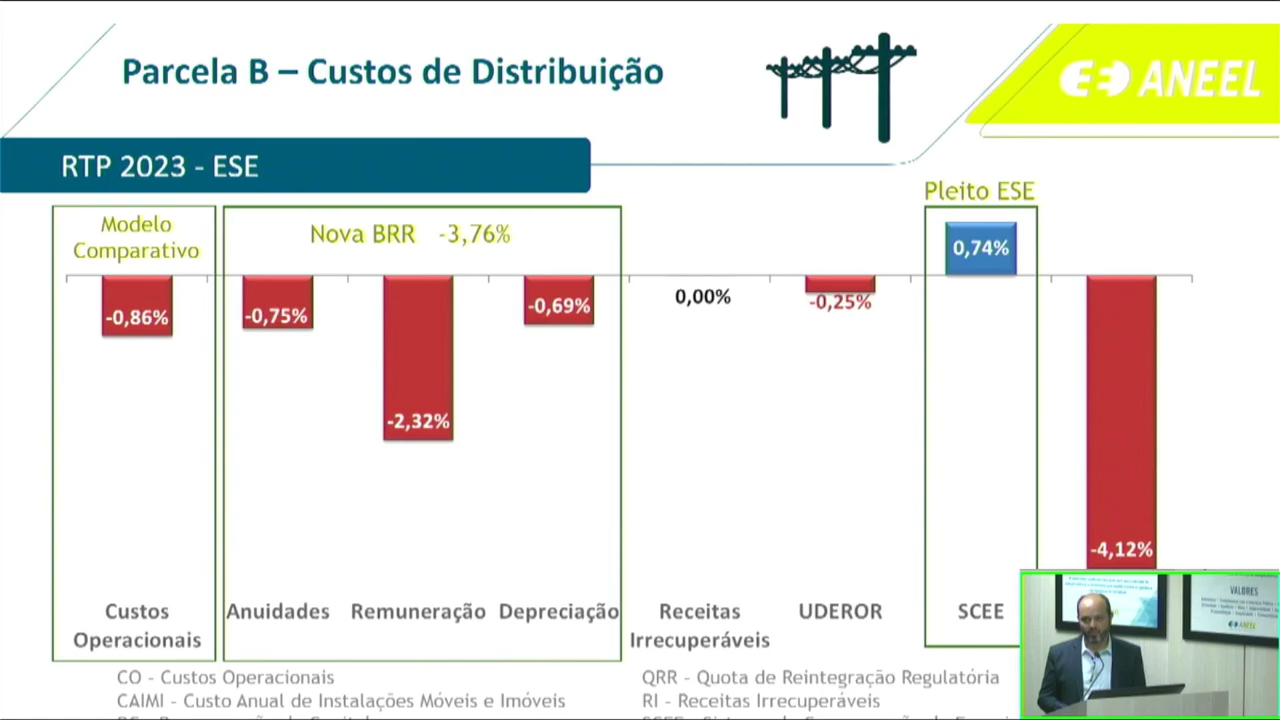 Parcela B – Custos de Distribuição
ANEEL
RTP 2023 - ESE
Pleito ESE
Modelo
Comparativo
Nova BRR -3,76%
0,74%
-0,86%
-0,75%
-2,32%
-0,69%
0,00%
-0,25%
-4,12%
Custos
Operacionais
Anuidades
Remuneração
Depreciação
Receitas
Irrecuperáveis
UDEROR
SCEE
CO - Custos Operacionais
CAIMI - Custo Anual de Instalações Móveis e Imóveis
QRR - Quota de Reintegração Regulatória
RI - Receitas Irrecuperáveis
VALORES
ANEEL